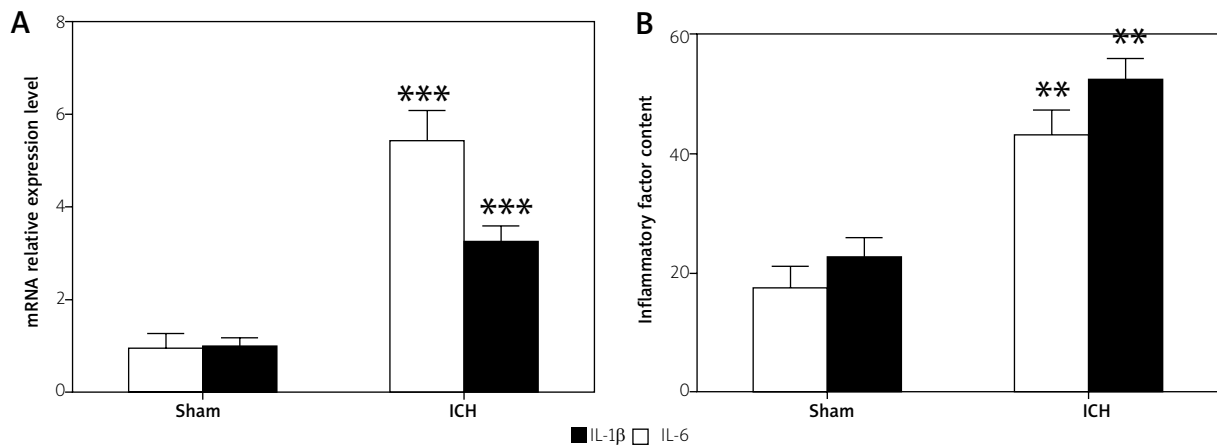 A
mRNA relative expression level
8
6
4
2
0
***
***
Sham
ICH
B
Inflammatory factor content
60
40
20
0
**
**
Sham
ICH
IL-1β IL-6